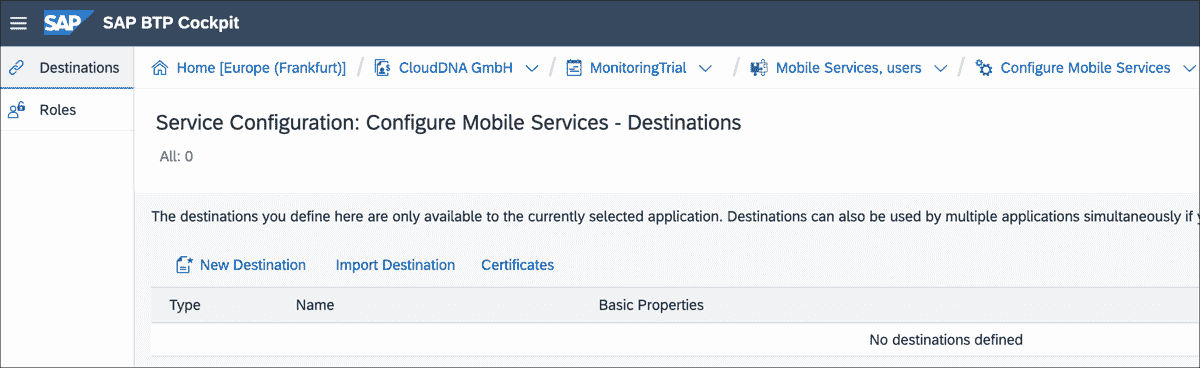 SAP SAP BTP Cockpit
Destinations
Roles
Home [Europe (Frankfurt)] / CloudDNA GmbH / MonitoringTrial / Mobile Services, users / Configure Mobile Services
Service Configuration: Configure Mobile Services - Destinations
All: 0
The destinations you define here are only available to the currently selected application. Destinations can also be used by multiple applications simultaneously if
New Destination Import Destination Certificates
Type Name Basic Properties
No destinations defined